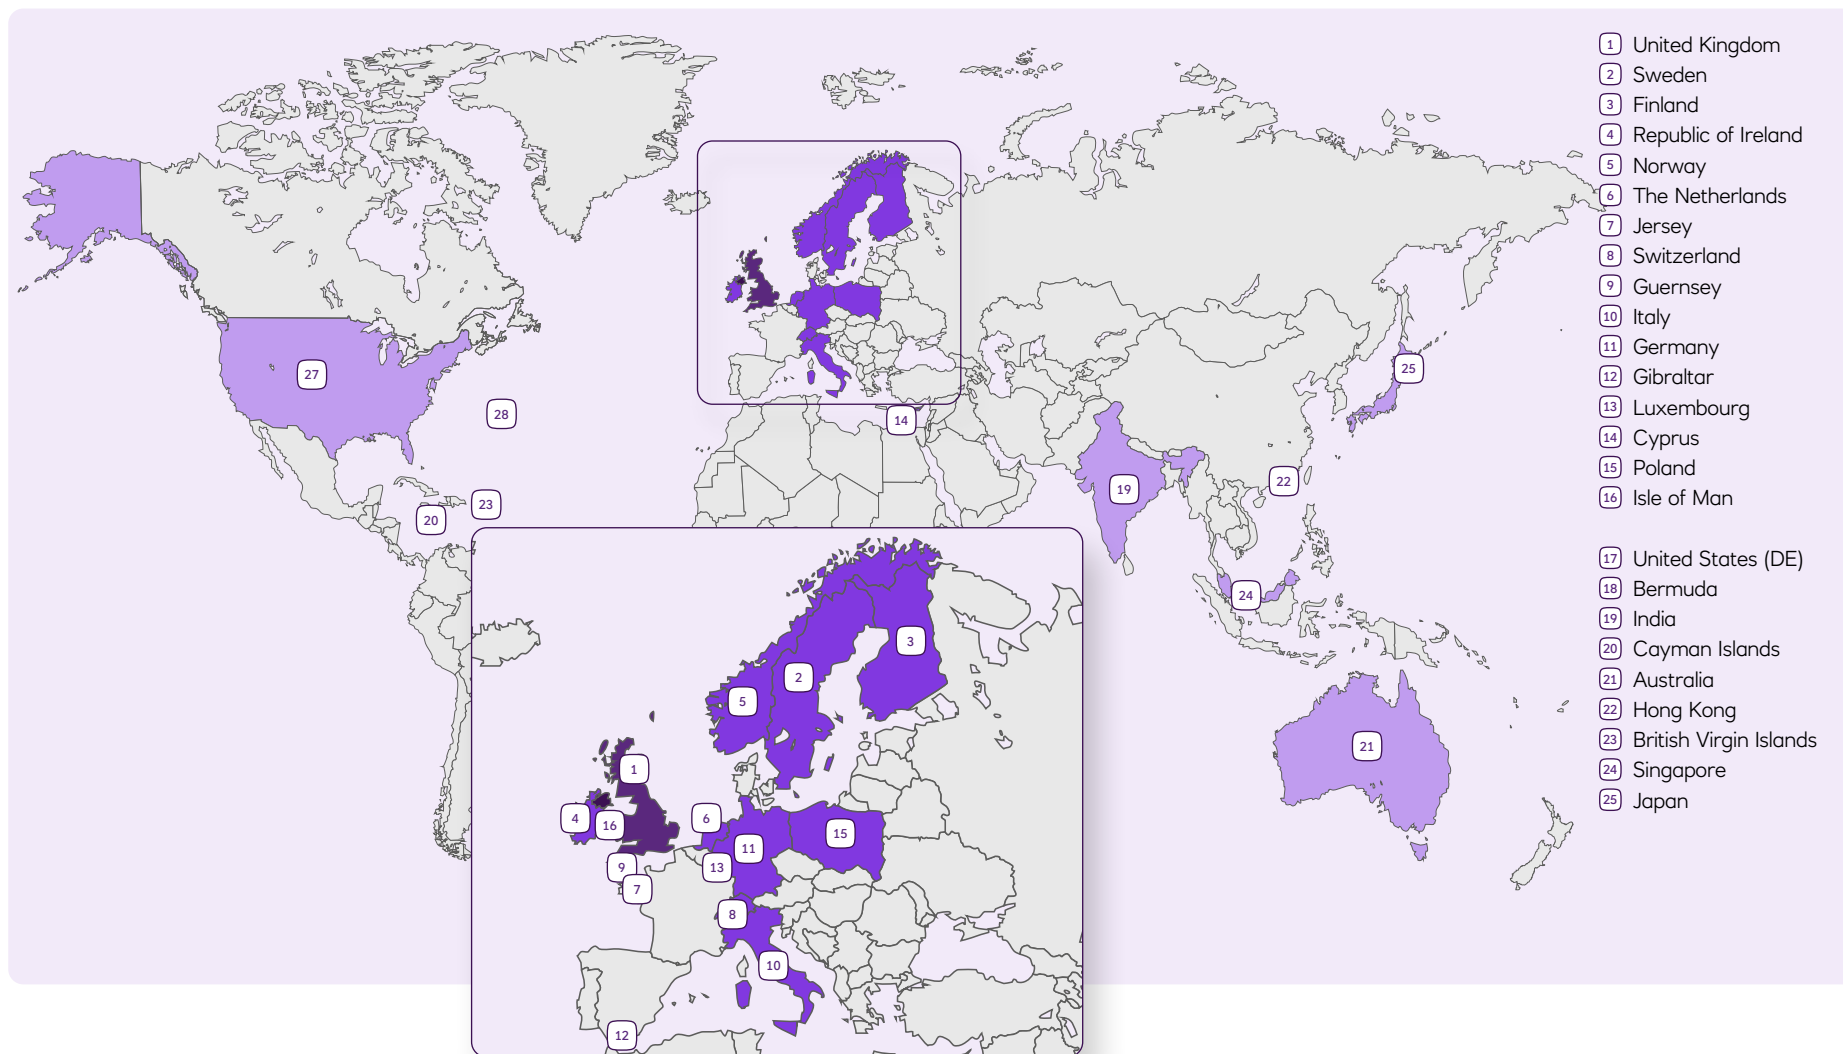 1 United Kingdom
2 Sweden
3 Finland
4 Republic of Ireland
5 Norway
6 The Netherlands
7 Jersey
8 Switzerland
9 Guernsey
10 Italy
11 Germany
12 Gibraltar
13 Luxembourg
14 Cyprus
15 Poland
16 Isle of Man
17 United States (DE)
18 Bermuda
19 India
20 Cayman Islands
21 Australia
22 Hong Kong
23 British Virgin Islands
24 Singapore
25 Japan
27
28
23
20
14
25
19
22
24
21
3
2
5
1
4
16
6
11
15
9
13
7
8
10
12